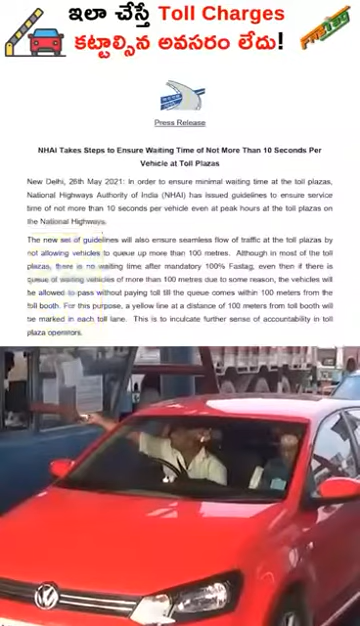 ఇలా చేస్తే Toll Charges
కట్టాల్సిన అవసరం లేదు!
Press Release
NHAI Takes Steps to Ensure Waiting Time of Not More Than 10 Seconds Per
Vehicle at Toll Plazas
New Delhi, 26th May 2021: In order to ensure minimal waiting time at the toll plazas,
National Highways Authority of India (NHAI) has issued guidelines to ensure service
time of not more than 10 seconds per vehicle even at peak hours at the toll plazas on
the National Highways.
The new set of guidelines will also ensure seamless flow of traffic at the toll plazas by
not allowing vehicles to queue up more than 100 metres. Although in most of the toll
plazas, there is no waiting time after mandatory 100% Fastag, even then if there is
queue of waiting vehicles of more than 100 metres due to some reason, the vehicles will
be allowed to pass without paying toll till the queue comes within 100 meters from the
toll booth. For this purpose, a yellow line at a distance of 100 meters from toll booth will
be marked in each toll lane. This is to inculcate further sense of accountability in toll
plaza operators.